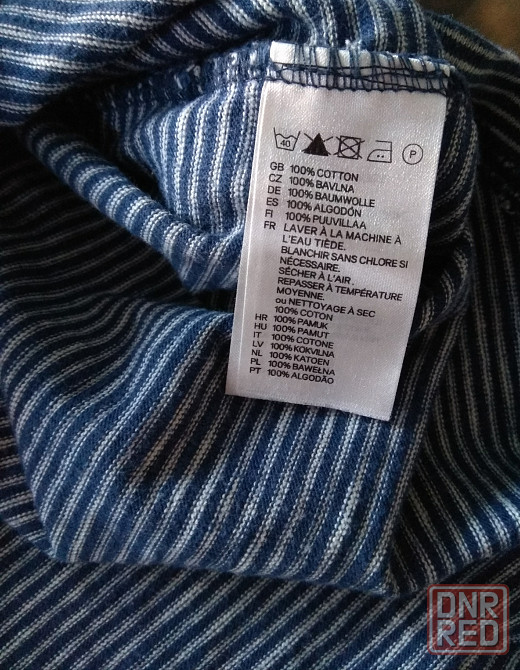 40
P
GB 100% COTTON
CZ 100% BAVLNA
DE 100% BAUMWOLLE
ES 100% ALGODÓN
FI 100% PUUVILLAA
FR LAVER À LA MACHINE À
L'EAU TIÈDE.
BLANCHIR SANS CHLORE SI
NÉCESSAIRE.
SÉCHER À L'AIR.
REPASSER À TEMPÉRATURE
MOYENNE.
OU NETTOYAGE À SEC
100% COTON
HR 100% PAMUK
HU 100% PAMUT
IT 100% COTONE
LV 100% KOKVILNA
NL 100% KATOEN
PL 100% BAWEŁNA
PT 100% ALGODÃO
DNR
RED